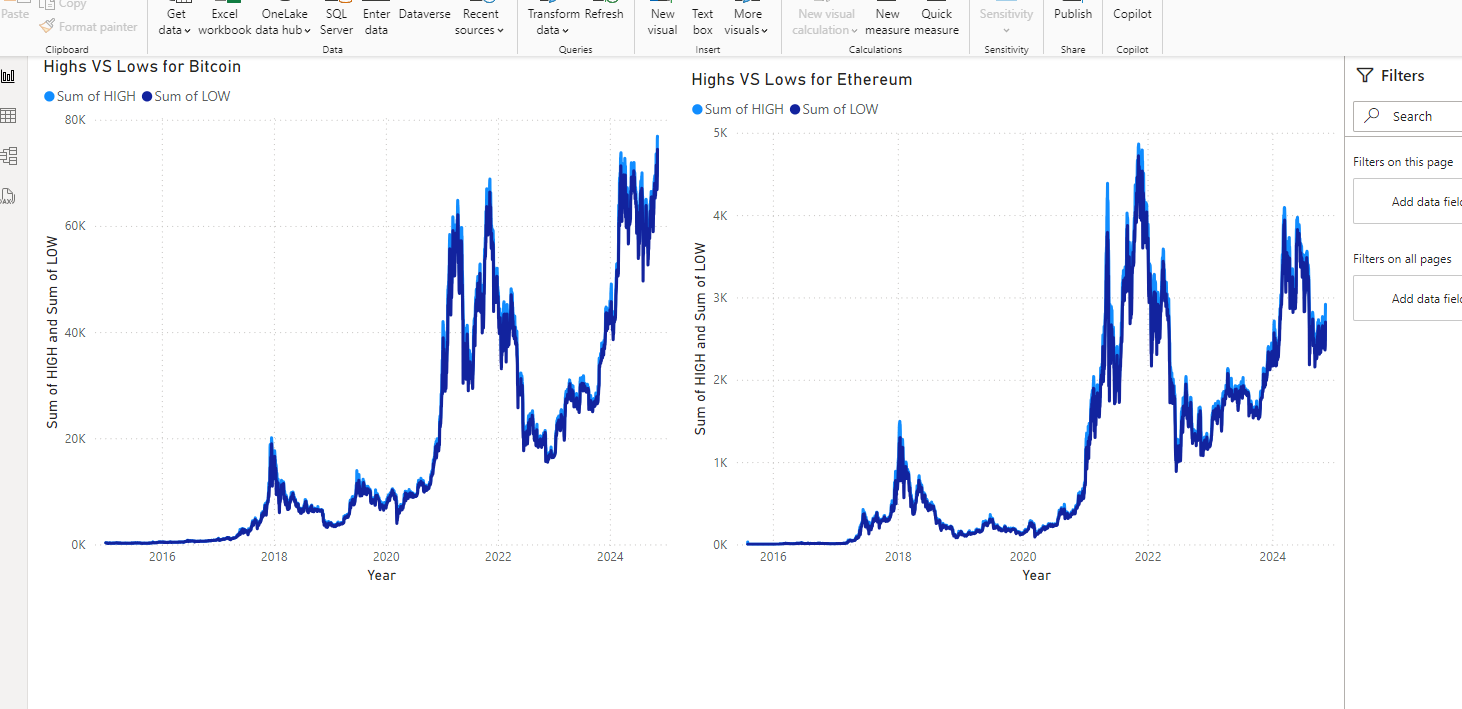 Paste
Copy
Format painter
Clipboard
Get data
Excel workbook
OneLake data hub
SQL Server
Enter data
Dataverse
Recent sources
Data
Transform data
Refresh
Queries
New visual
Text box
More visuals
Insert
New visual calculation
New measure
Quick measure
Calculations
Sensitivity
Sensitivity
Publish
Share
Copilot
Copilot
Highs VS Lows for Bitcoin
Sum of HIGH Sum of LOW
80K
60K
40K
20K
0K
Sum of HIGH and Sum of LOW
2016 2018 2020 2022 2024
Year
Highs VS Lows for Ethereum
Sum of HIGH Sum of LOW
5K
4K
3K
2K
1K
0K
Sum of HIGH and Sum of LOW
2016 2018 2020 2022 2024
Year
Filters
Search
Filters on this page
Add data fiel
Filters on all pages
Add data fiel